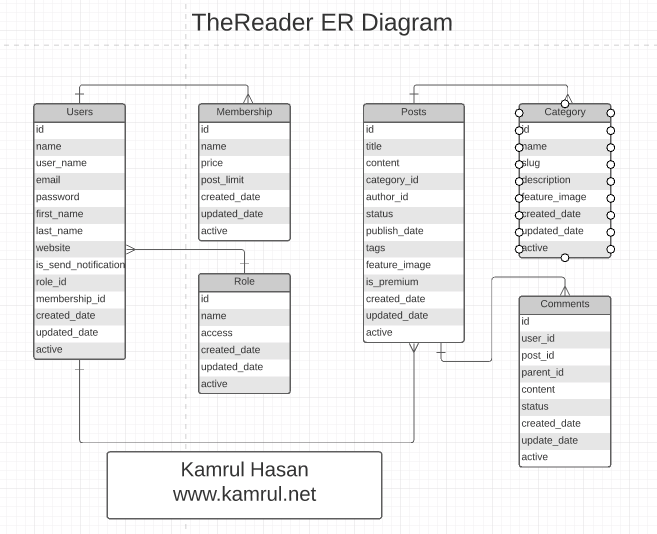 TheReader ER Diagram
Users
id
name
user_name
email
password
first_name
last_name
website
is_send_notification
role_id
membership_id
created_date
updated_date
active
Membership
id
name
price
post_limit
created_date
updated_date
active
Role
id
name
access
created_date
updated_date
active
Posts
id
title
content
category_id
author_id
status
publish_date
tags
feature_image
is_premium
created_date
updated_date
active
Category
id
name
slug
description
feature_image
created_date
updated_date
active
Comments
id
user_id
post_id
parent_id
content
status
created_date
update_date
active
Kamrul Hasan
www.kamrul.net